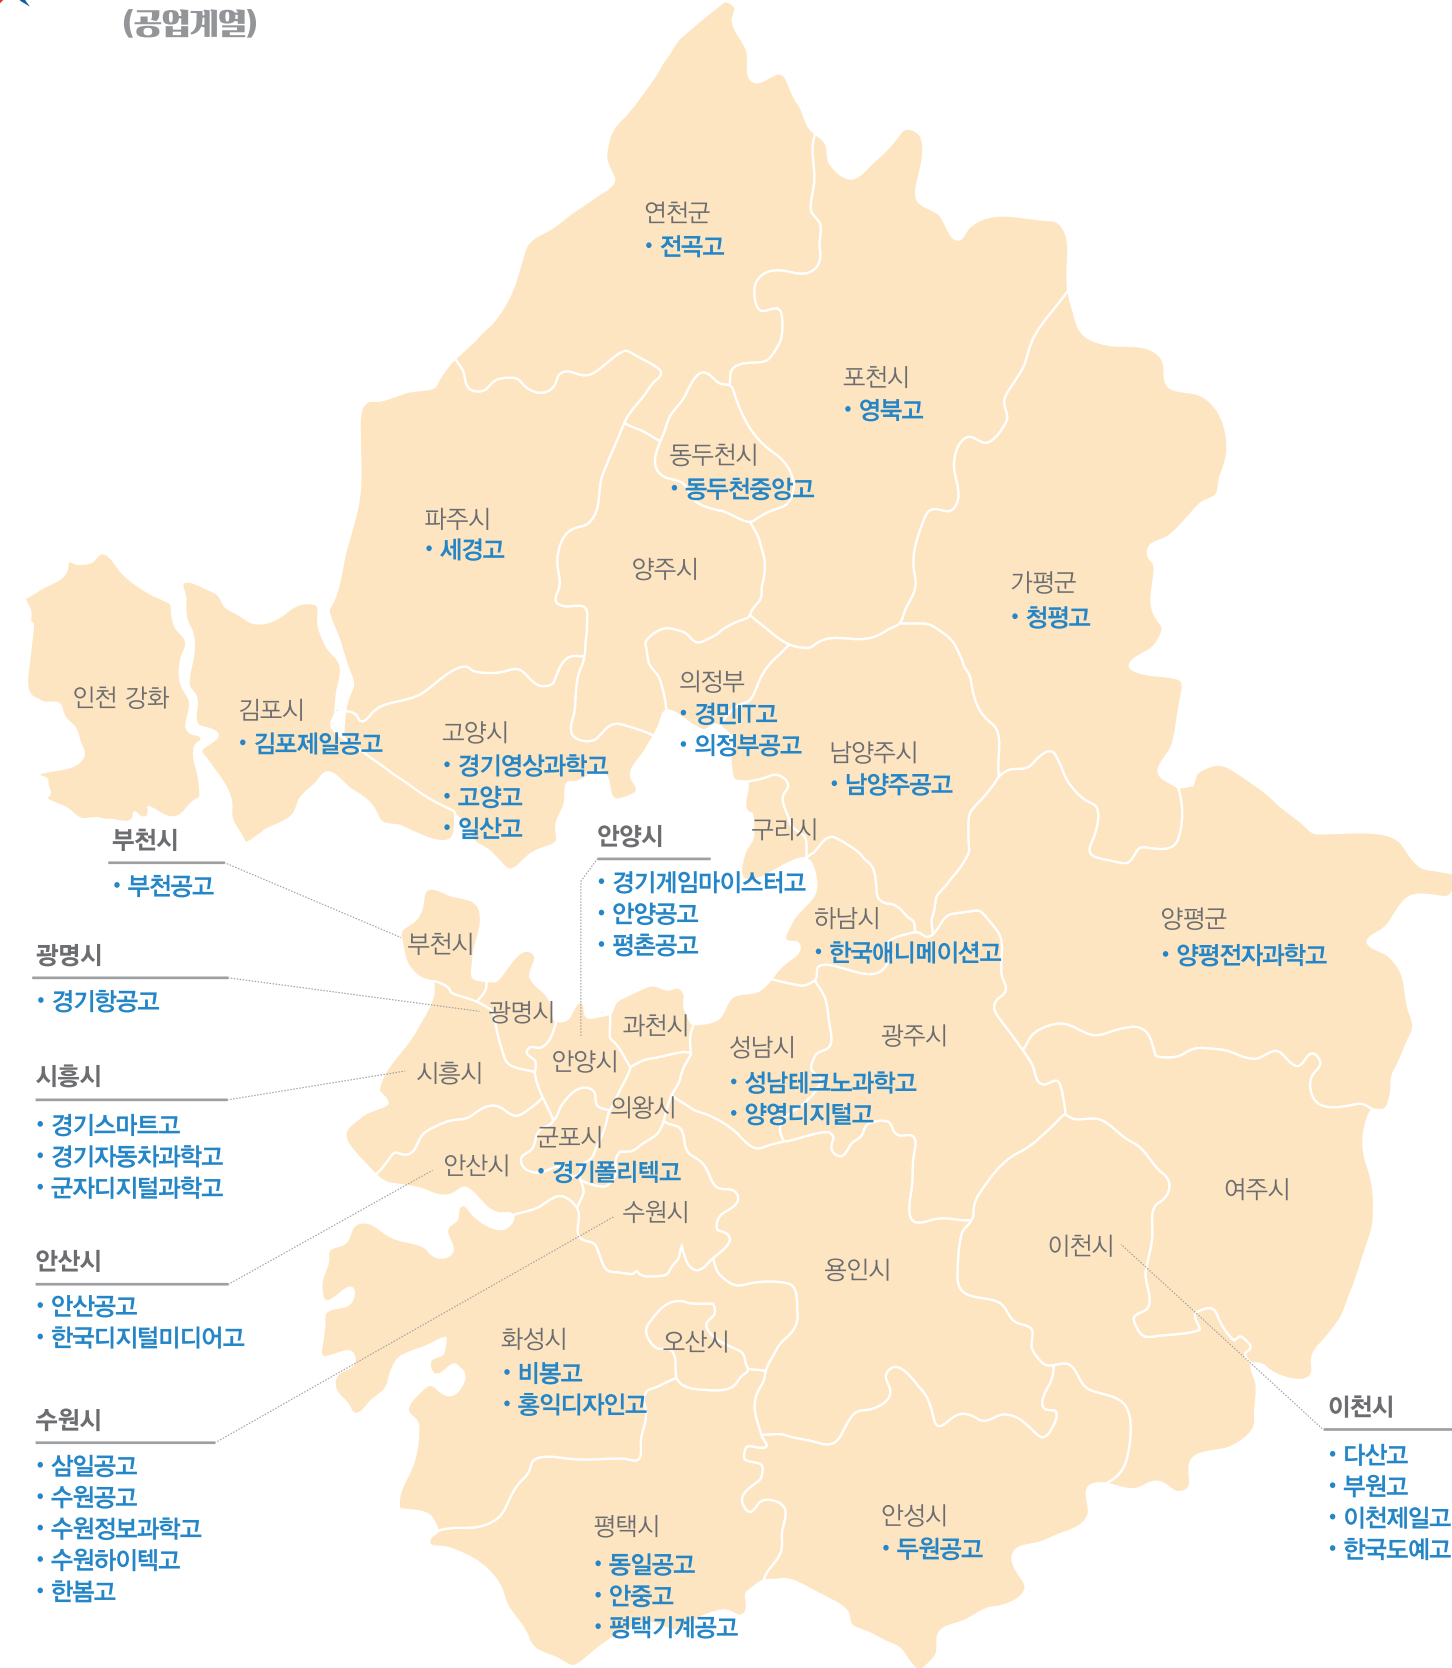 (공업계열)
연천군
• 전곡고
포천시
• 영북고
동두천시
• 동두천중앙고
파주시
• 세경고
양주시
가평군
• 청평고
인천 강화
김포시
• 김포제일공고
고양시
• 경기영상과학고
• 고양고
• 일산고
의정부
• 경민IT고
• 의정부공고
남양주시
• 남양주공고
구리시
부천시
• 부천공고
안양시
• 경기게임마이스터고
• 안양공고
• 평촌공고
부천시
하남시
• 한국애니메이션고
양평군
• 양평전자과학고
광명시
• 경기항공고
광명시
과천시
안양시
성남시
• 성남테크노과학고
• 양영디지털고
광주시
시흥시
• 경기스마트고
• 경기자동차과학고
• 군자디지털과학고
시흥시
의왕시
군포시
• 경기폴리텍고
안산시
수원시
여주시
이천시
용인시
안산시
• 안산공고
• 한국디지털미디어고
화성시
• 비봉고
• 홍익디자인고
오산시
수원시
• 삼일공고
• 수원공고
• 수원정보과학고
• 수원하이텍고
• 한봄고
이천시
• 다산고
• 부원고
• 이천제일고
• 한국도예고
평택시
• 동일공고
• 안중고
• 평택기계공고
안성시
• 두원공고